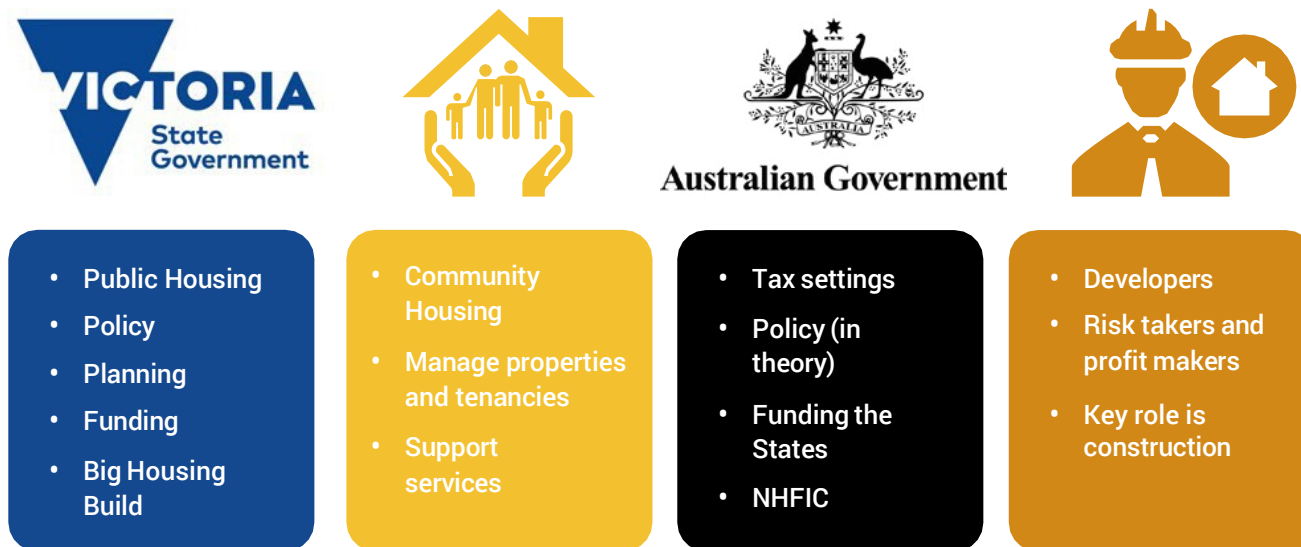 VICTORIA
State
Government
AUSTRALIA
Australian Government
• Public Housing
• Policy
• Planning
• Funding
• Big Housing
Build
• Community
Housing
• Manage properties
and tenancies
• Support
services
• Tax settings
• Policy (in
theory)
• Funding the
States
• NHFIC
• Developers
• Risk takers and
profit makers
• Key role is
construction